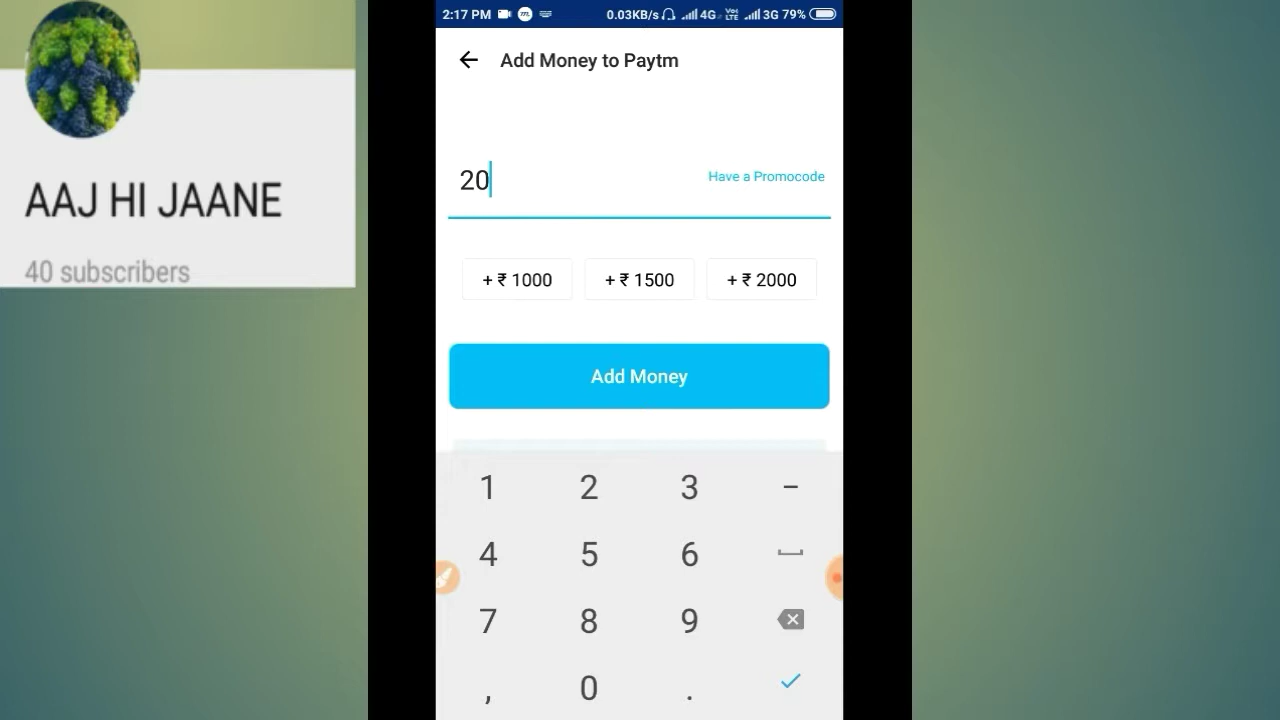 AAJ HI JAANE
40 subscribers
2:17 PM 0.03KB/s 4G 3G 79%
Add Money to Paytm
20
Have a Promocode
+ ₹ 1000 + ₹ 1500 + ₹ 2000
Add Money
1 2 3 −
4 5 6
7 8 9
, 0 .